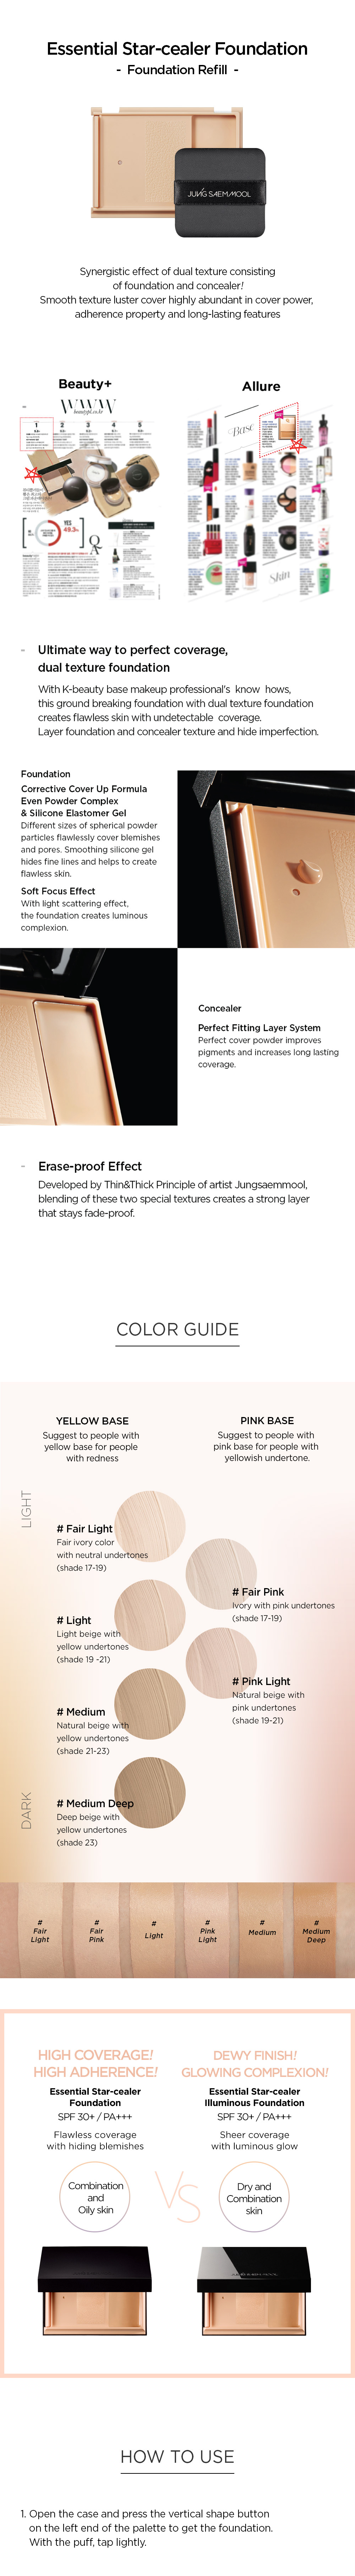 Essential Star-cealer Foundation
- Foundation Refill -
JUNG SAEM MOOL
Synergistic effect of dual texture consisting
of foundation and concealer!
Smooth texture luster cover highly abundant in cover power,
adherence property and long-lasting features
Beauty+
Allure
WWW
beautypl.co.kr
1
2
3
4
5
YES
Q
Base
Skin
- Ultimate way to perfect coverage,
dual texture foundation
With K-beauty base makeup professional's know hows,
this ground breaking foundation with dual texture foundation
creates flawless skin with undetectable coverage.
Layer foundation and concealer texture and hide imperfection.
Foundation
Corrective Cover Up Formula
Even Powder Complex
& Silicone Elastomer Gel
Different sizes of spherical powder
particles flawlessly cover blemishes
and pores. Smoothing silicone gel
hides fine lines and helps to create
flawless skin.
Soft Focus Effect
With light scattering effect,
the foundation creates luminous
complexion.
Concealer
Perfect Fitting Layer System
Perfect cover powder improves
pigments and increases long lasting
coverage.
- Erase-proof Effect
Developed by Thin&Thick Principle of artist Jungsaemmool,
blending of these two special textures creates a strong layer
that stays fade-proof.
COLOR GUIDE
YELLOW BASE
Suggest to people with
yellow base for people
with redness
PINK BASE
Suggest to people with
pink base for people with
yellowish undertone.
LIGHT
# Fair Light
Fair ivory color
with neutral undertones
(shade 17-19)
# Fair Pink
Ivory with pink undertones
(shade 17-19)
# Light
Light beige with
yellow undertones
(shade 19 -21)
# Pink Light
Natural beige with
pink undertones
(shade 19-21)
# Medium
Natural beige with
yellow undertones
(shade 21-23)
DARK
# Medium Deep
Deep beige with
yellow undertones
(shade 23)
# Fair Light
# Fair Pink
# Light
# Pink Light
# Medium
# Medium Deep
HIGH COVERAGE!
HIGH ADHERENCE!
Essential Star-cealer
Foundation
SPF 30+ / PA+++
Flawless coverage
with hiding blemishes
Combination
and
Oily skin
VS
DEWY FINISH!
GLOWING COMPLEXION!
Essential Star-cealer
Illuminous Foundation
SPF 30+ / PA+++
Sheer coverage
with luminous glow
Dry and
Combination
skin
HOW TO USE
1. Open the case and press the vertical shape button
on the left end of the palette to get the foundation.
With the puff, tap lightly.